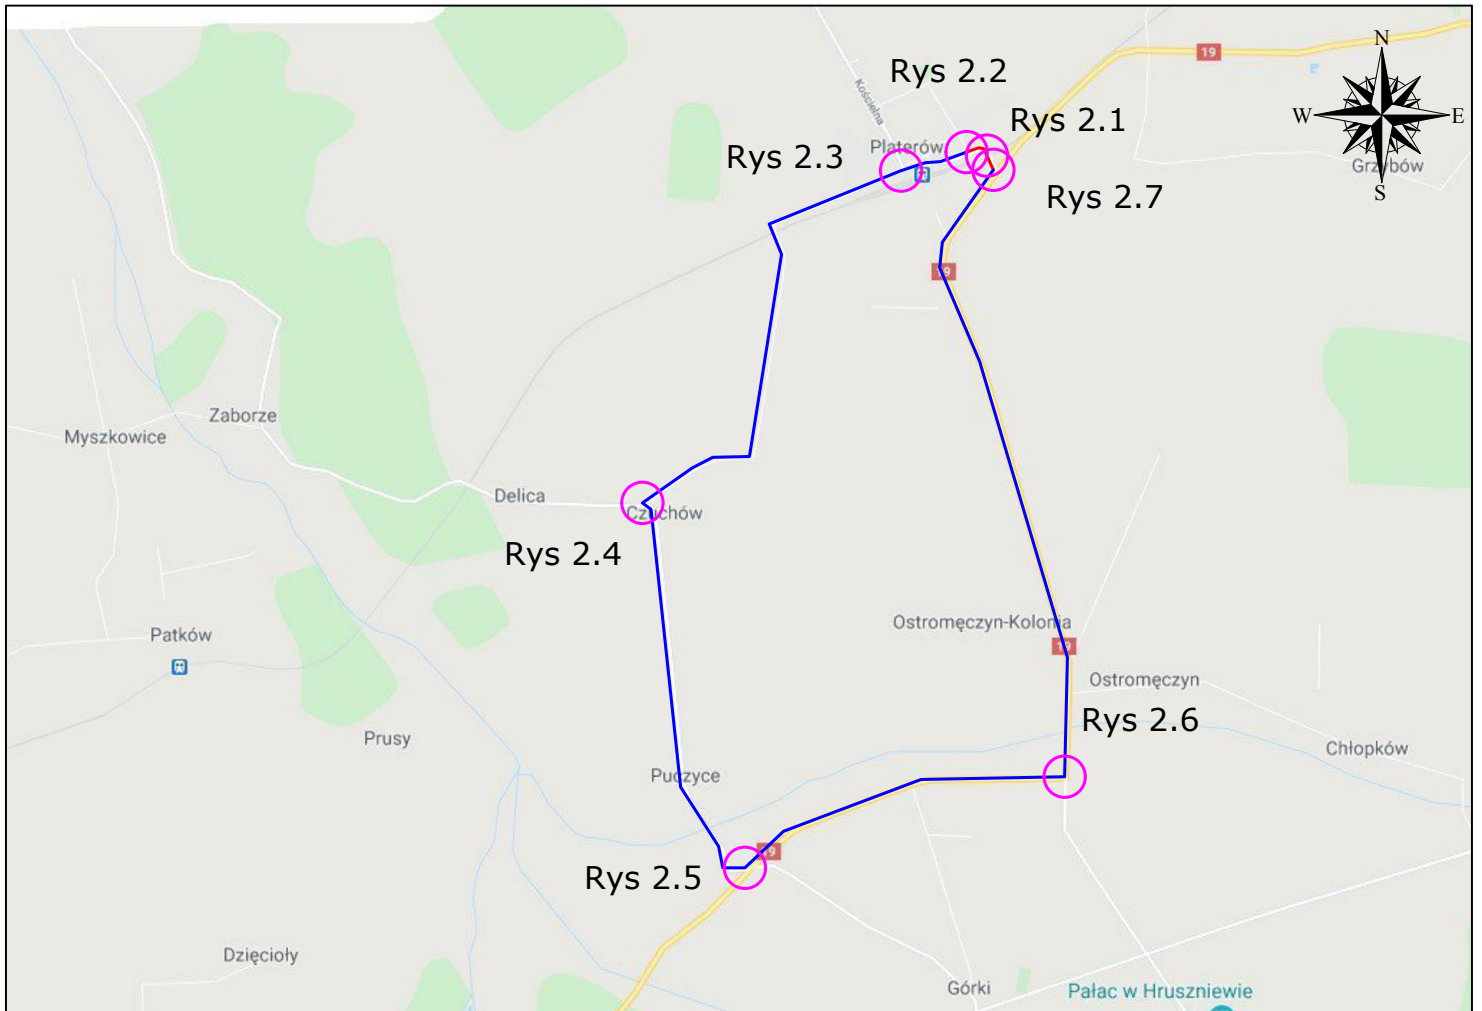 19
N
W
E
S
Rys 2.2
Kościelna
Rys 2.1
Platerów
Rys 2.3
Grzybów
Rys 2.7
19
Zaborze
Myszkowice
Delica
Czuchów
Rys 2.4
Ostromęczyn-Kolonia
Patków
19
Ostromęczyn
Rys 2.6
Prusy
Chłopków
Puczyce
19
Rys 2.5
Dzięcioły
Górki
Pałac w Hruszniewie